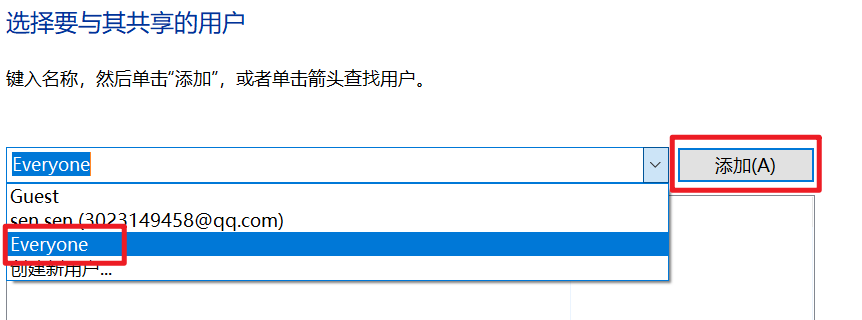 选择要与其共享的用户
键入名称，然后单击“添加”，或者单击箭头查找用户。
Everyone
添加(A)
Guest
sen sen (3023149458@qq.com)
Everyone
创建新用户...